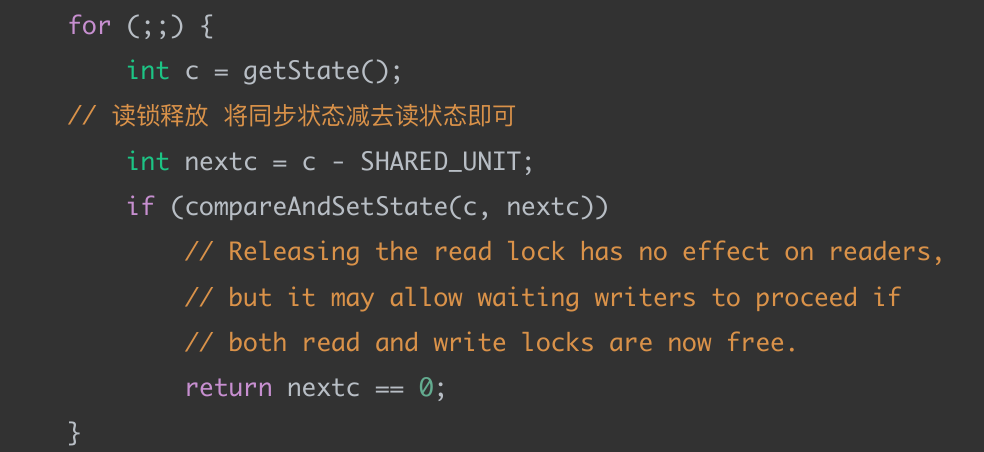 for (;;) {
int c = getState();
// 读锁释放 将同步状态减去读状态即可
int nextc = c - SHARED_UNIT;
if (compareAndSetState(c, nextc))
// Releasing the read lock has no effect on readers,
// but it may allow waiting writers to proceed if
// both read and write locks are now free.
return nextc == 0;
}